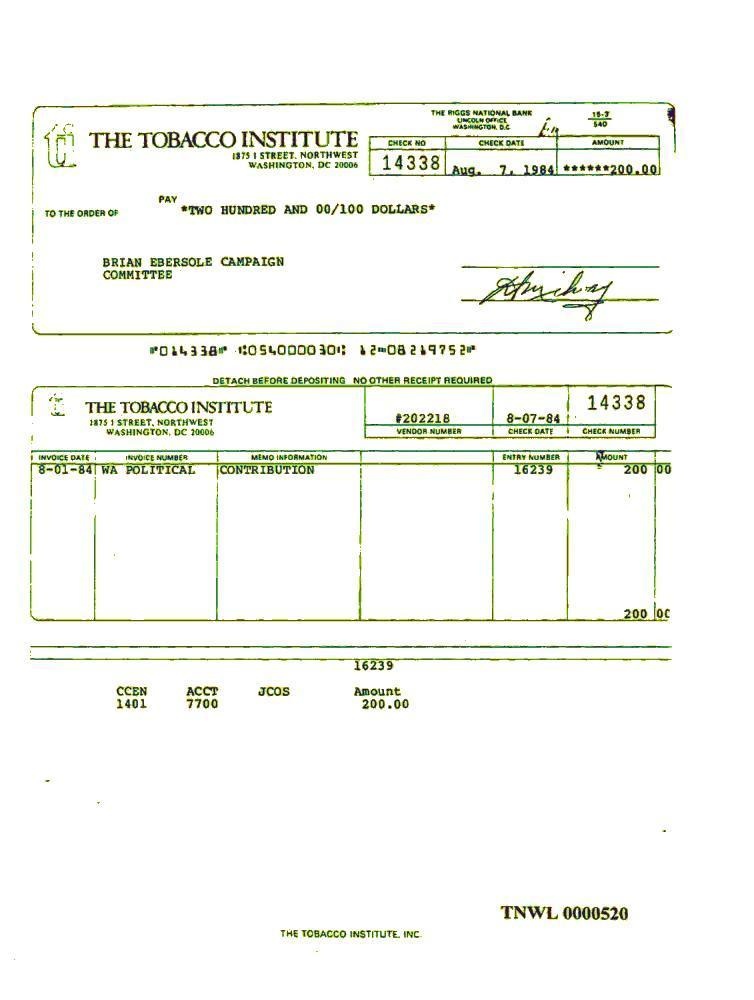 THE RIGGS NATIONAL BANK
LINCOLN OFFICE
WASHINGTON, D.C.
15-3
540
THE TOBACCO INSTITUTE
1875 I STREET, NORTHWEST
WASHINGTON, DC 20006
CHECK NO CHECK DATE AMOUNT
14338 Aug. 7, 1984 ******200.00
PAY
TO THE ORDER OF *TWO HUNDRED AND 00/100 DOLLARS*
BRIAN EBERSOLE CAMPAIGN
COMMITTEE
⑈014338⑈ ⑆054000030⑆ 12⑉08219752⑈
DETACH BEFORE DEPOSITING NO OTHER RECEIPT REQUIRED
THE TOBACCO INSTITUTE
1875 I STREET, NORTHWEST
WASHINGTON, DC 20006
#202218 8-07-84 14338
VENDOR NUMBER CHECK DATE CHECK NUMBER
INVOICE DATE INVOICE NUMBER MEMO INFORMATION ENTRY NUMBER AMOUNT
8-01-84 WA POLITICAL CONTRIBUTION 16239 200 00
200 00
16239
CCEN ACCT JCOS Amount
1401 7700 200.00
TNWL 0000520
THE TOBACCO INSTITUTE, INC.